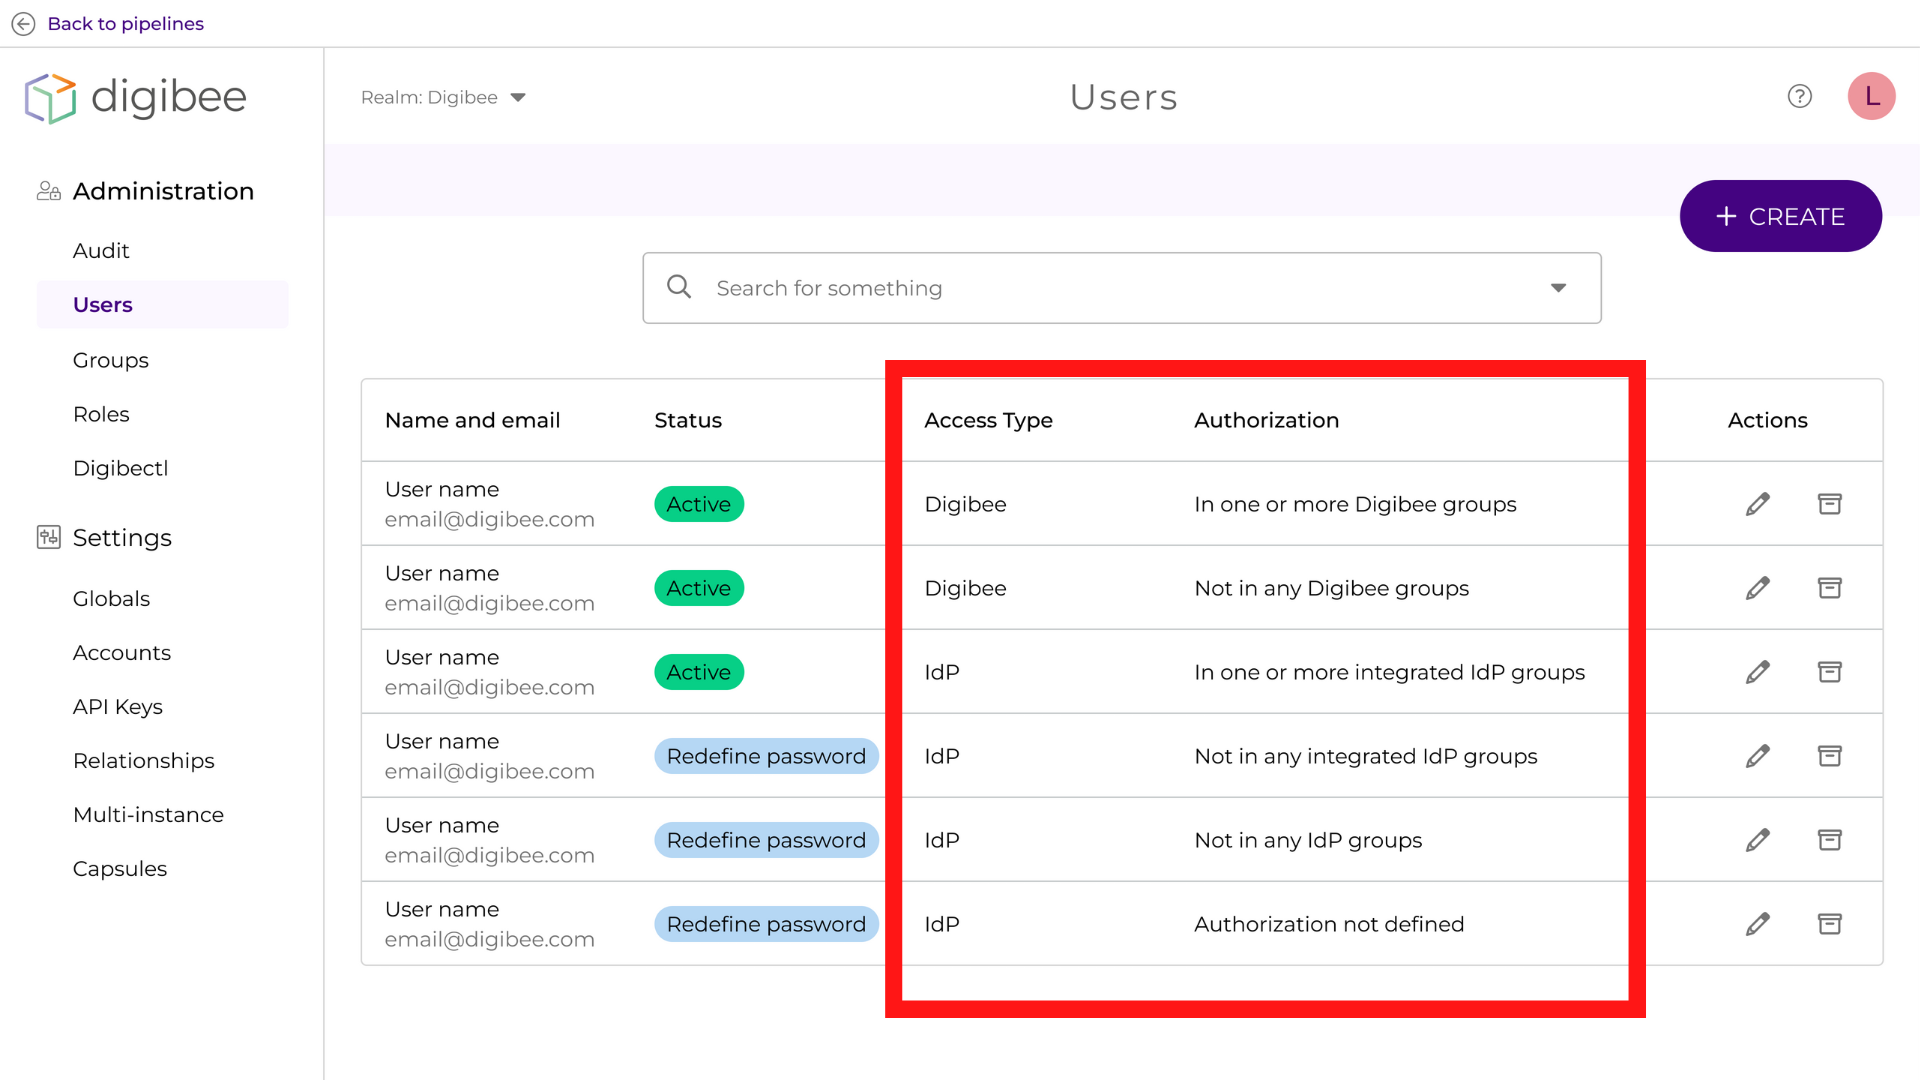 Back to pipelines
digibee
Realm: Digibee
Users
?
L
Administration
Audit
Users
Groups
Roles
Digibectl
Settings
Globals
Accounts
API Keys
Relationships
Multi-instance
Capsules
+ CREATE
Search for something
Name and email Status Access Type Authorization Actions
User name
email@digibee.com
Active Digibee In one or more Digibee groups
User name
email@digibee.com
Active Digibee Not in any Digibee groups
User name
email@digibee.com
Active IdP In one or more integrated IdP groups
User name
email@digibee.com
Redefine password IdP Not in any integrated IdP groups
User name
email@digibee.com
Redefine password IdP Not in any IdP groups
User name
email@digibee.com
Redefine password IdP Authorization not defined